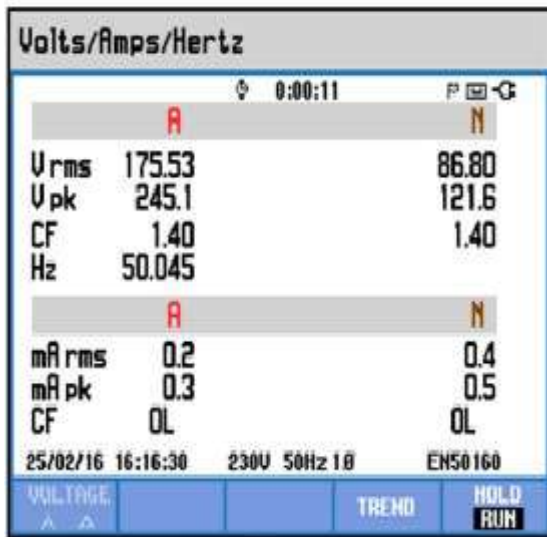 Volts/Amps/Hertz
0:00:11
A N
V rms 175.53 86.80
V pk 245.1 121.6
CF 1.40 1.40
Hz 50.045
A N
mA rms 0.2 0.4
mA pk 0.3 0.5
CF OL OL
25/02/16 16:16:30 230V 50Hz 1Ø EN50160
VOLTAGE TREND HOLD
RUN